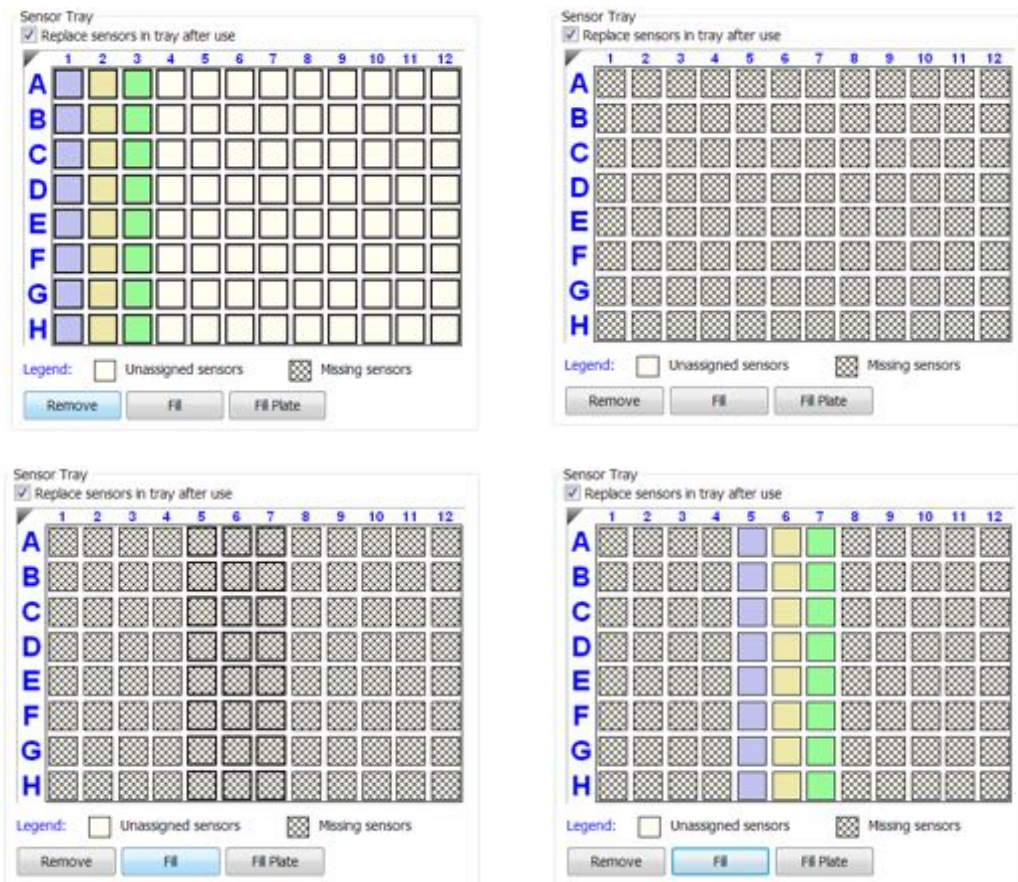 Sensor Tray
Replace sensors in tray after use
1 2 3 4 5 6 7 8 9 10 11 12
A
B
C
D
E
F
G
H
Legend: Unassigned sensors Missing sensors
Remove Fill Fill Plate
Sensor Tray
Replace sensors in tray after use
1 2 3 4 5 6 7 8 9 10 11 12
A
B
C
D
E
F
G
H
Legend: Unassigned sensors Missing sensors
Remove Fill Fill Plate
Sensor Tray
Replace sensors in tray after use
1 2 3 4 5 6 7 8 9 10 11 12
A
B
C
D
E
F
G
H
Legend: Unassigned sensors Missing sensors
Remove Fill Fill Plate
Sensor Tray
Replace sensors in tray after use
1 2 3 4 5 6 7 8 9 10 11 12
A
B
C
D
E
F
G
H
Legend: Unassigned sensors Missing sensors
Remove Fill Fill Plate